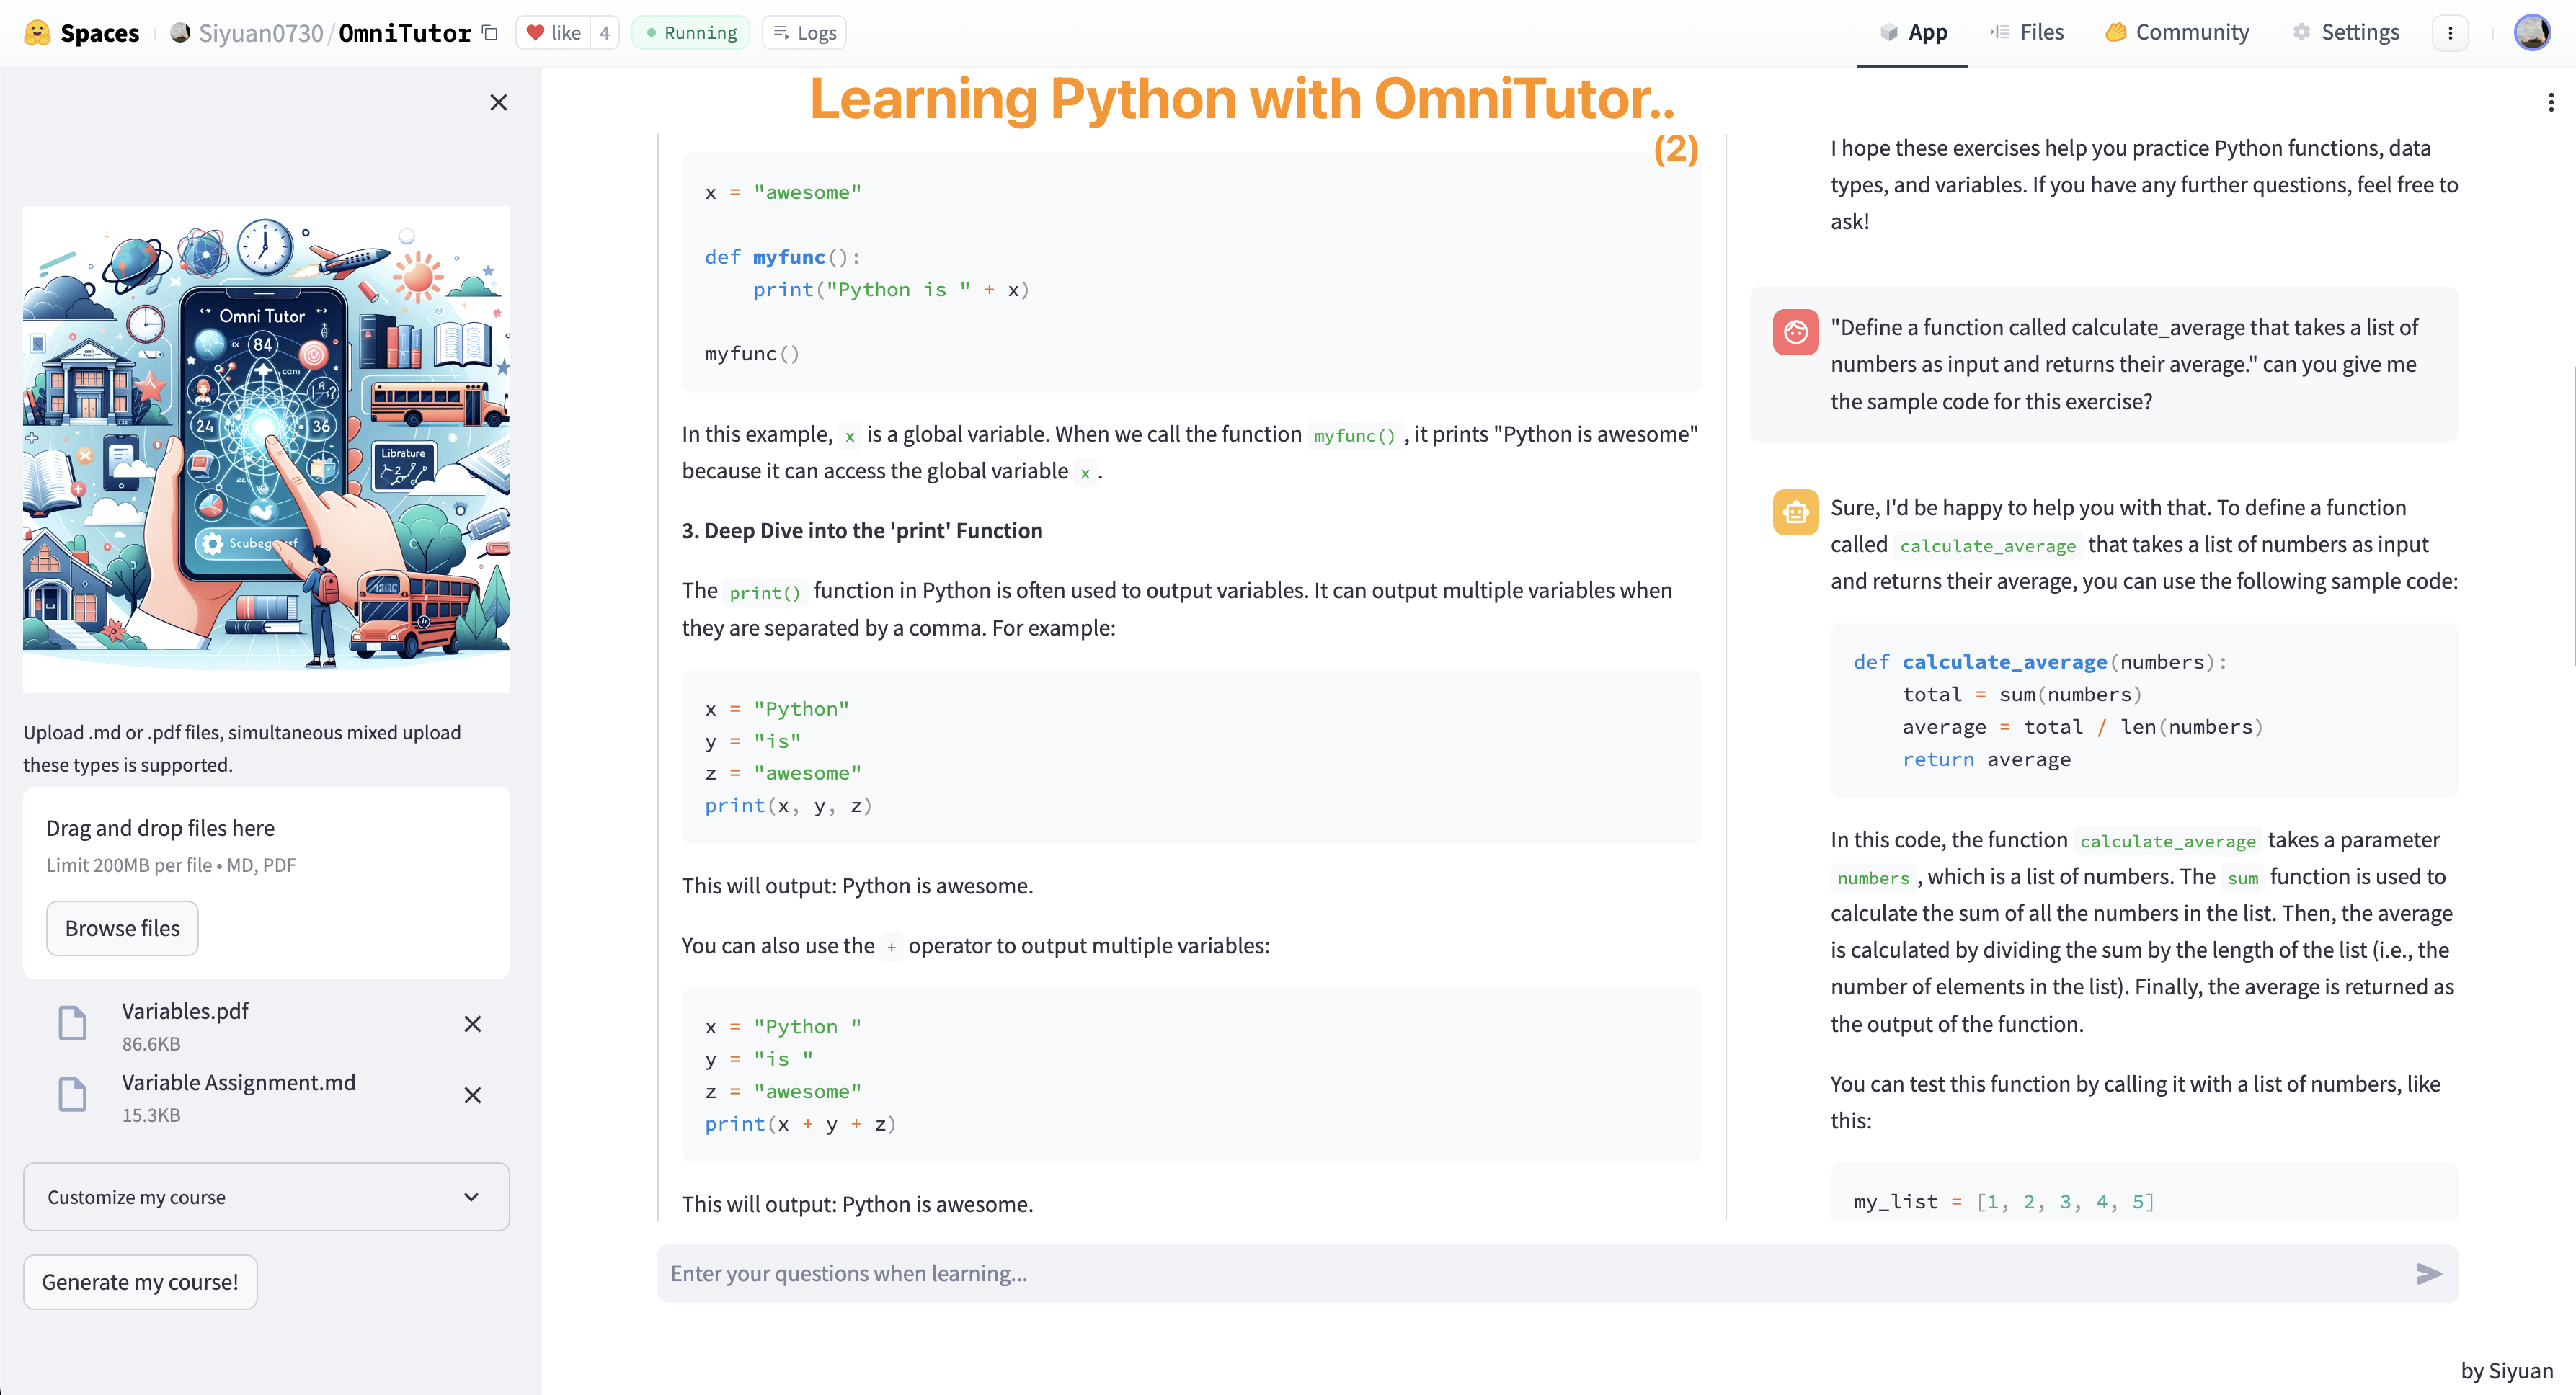 Spaces
Siyuan0730/OmniTutor
like 4
Running
Logs
App
Files
Community
Settings
Omni Tutor
84
24
36
Librature
Upload .md or .pdf files, simultaneous mixed upload
these types is supported.
Drag and drop files here
Limit 200MB per file • MD, PDF
Browse files
Variables.pdf
86.6KB
Variable Assignment.md
15.3KB
Customize my course
Generate my course!
Learning Python with OmniTutor..
(2)
x = "awesome"
def myfunc():
    print("Python is " + x)
myfunc()
In this example, x is a global variable. When we call the function myfunc() , it prints "Python is awesome"
because it can access the global variable x .
3. Deep Dive into the 'print' Function
The print() function in Python is often used to output variables. It can output multiple variables when
they are separated by a comma. For example:
x = "Python"
y = "is"
z = "awesome"
print(x, y, z)
This will output: Python is awesome.
You can also use the + operator to output multiple variables:
x = "Python "
y = "is "
z = "awesome"
print(x + y + z)
This will output: Python is awesome.
I hope these exercises help you practice Python functions, data
types, and variables. If you have any further questions, feel free to
ask!
"Define a function called calculate_average that takes a list of
numbers as input and returns their average." can you give me
the sample code for this exercise?
Sure, I'd be happy to help you with that. To define a function
called calculate_average that takes a list of numbers as input
and returns their average, you can use the following sample code:
def calculate_average(numbers):
    total = sum(numbers)
    average = total / len(numbers)
    return average
In this code, the function calculate_average takes a parameter
numbers , which is a list of numbers. The sum function is used to
calculate the sum of all the numbers in the list. Then, the average
is calculated by dividing the sum by the length of the list (i.e., the
number of elements in the list). Finally, the average is returned as
the output of the function.
You can test this function by calling it with a list of numbers, like
this:
my_list = [1, 2, 3, 4, 5]
Enter your questions when learning...
by Siyuan